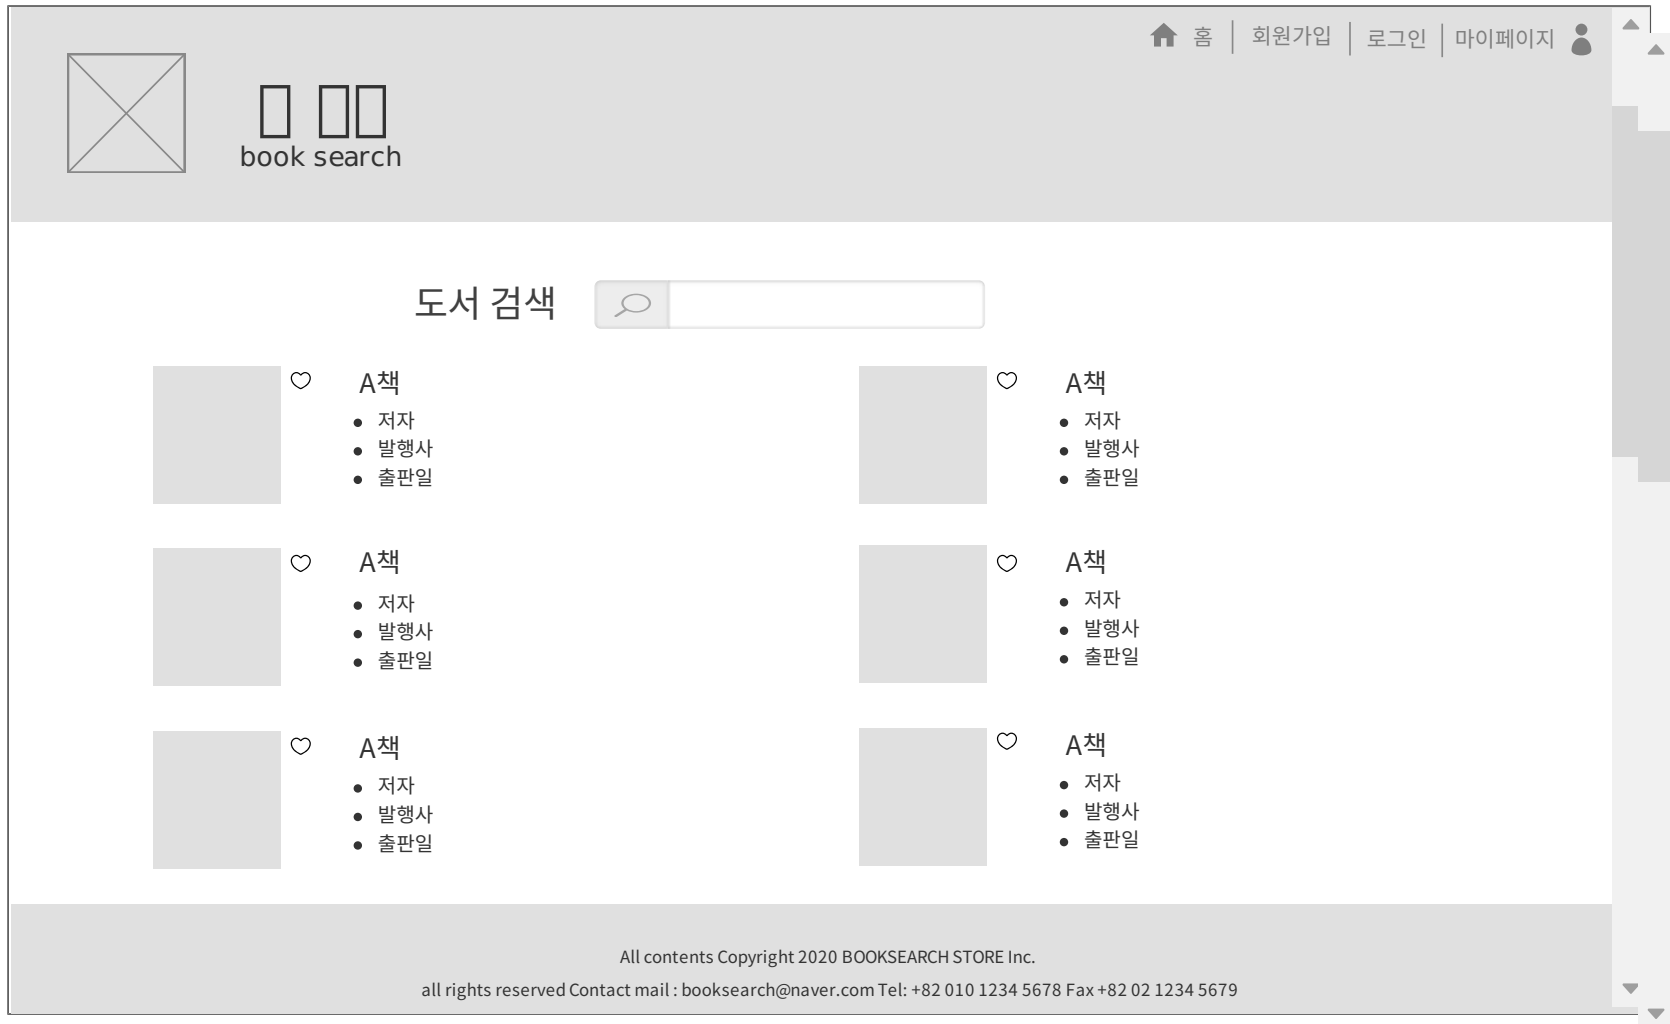 홈 회원가입 로그인 마이페이지
book search
도서 검색
A책
저자
발행사
출판일
A책
저자
발행사
출판일
A책
저자
발행사
출판일
A책
저자
발행사
출판일
A책
저자
발행사
출판일
A책
저자
발행사
출판일
All contents Copyright 2020 BOOKSEARCH STORE Inc.
all rights reserved Contact mail : booksearch@naver.com Tel: +82 010 1234 5678 Fax +82 02 1234 5679